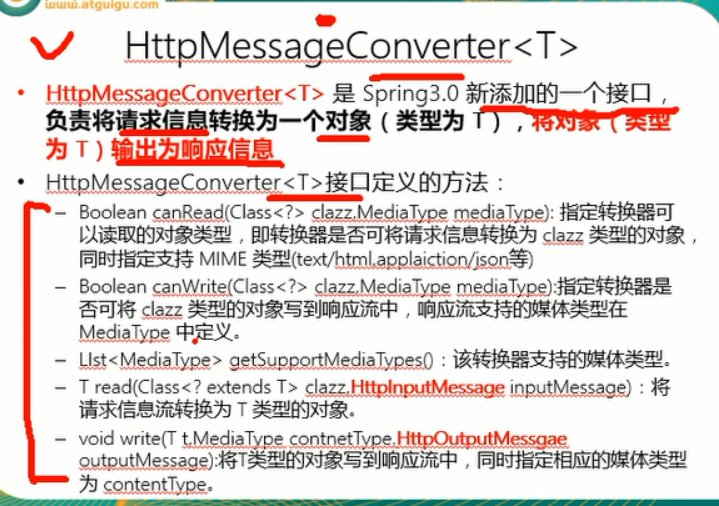 www.atguigu.com
HttpMessageConverter<T>
• HttpMessageConverter<T> 是 Spring3.0 新添加的一个接口，
负责将请求信息转换为一个对象（类型为 T），将对象（类型
为 T）输出为响应信息
• HttpMessageConverter<T>接口定义的方法：
– Boolean canRead(Class<?> clazz,MediaType mediaType): 指定转换器可
以读取的对象类型，即转换器是否可将请求信息转换为 clazz 类型的对象，
同时指定支持 MIME 类型(text/html,applaiction/json等)
– Boolean canWrite(Class<?> clazz,MediaType mediaType):指定转换器是
否可将 clazz 类型的对象写到响应流中，响应流支持的媒体类型在
MediaType 中定义。
– LIst<MediaType> getSupportMediaTypes()：该转换器支持的媒体类型。
– T read(Class<? extends T> clazz,HttpInputMessage inputMessage)：将
请求信息流转换为 T 类型的对象。
– void write(T t,MediaType contnetType,HttpOutputMessgae
outputMessage):将T类型的对象写到响应流中，同时指定相应的媒体类型
为 contentType。